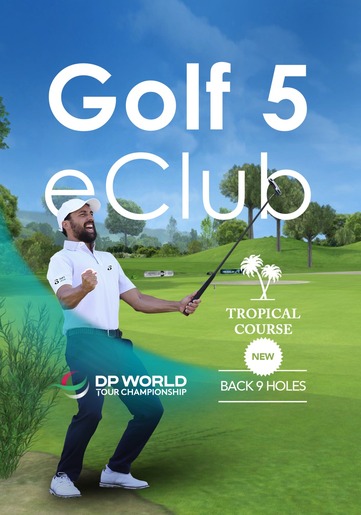 Golf 5
eClub
TROPICAL
COURSE
NEW
BACK 9 HOLES
DP WORLD
TOUR CHAMPIONSHIP